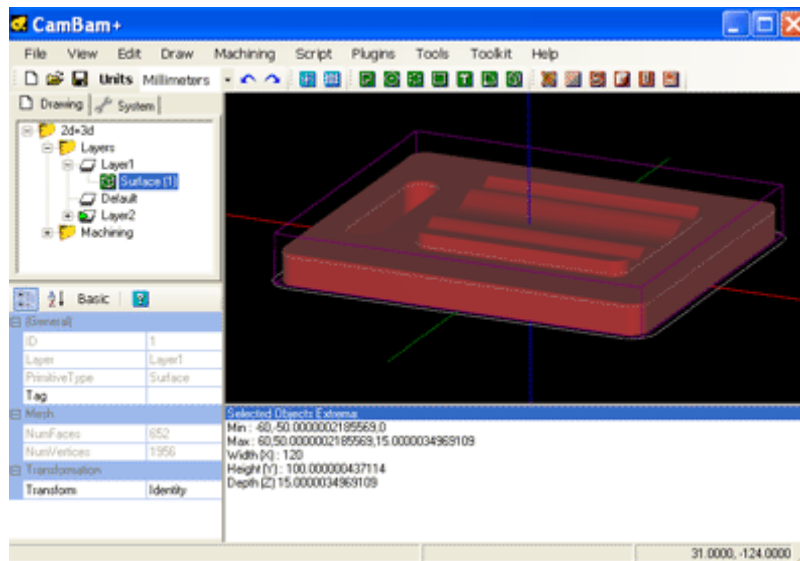 CamBam+
File View Edit Draw Machining Script Plugins Tools Toolkit Help
Units Millimeters
Drawing System
2d+3d
Layers
Layer1
Surface (1)
Default
Layer2
Machining
Basic
(General)
ID 1
Layer Layer1
PrimitiveType Surface
Tag
Mesh
NumFaces 652
NumVertices 1956
Transformation
Transform Identity
Selected Objects Extrema:
Min : -60,-50.0000002185569,0
Max : 60,50.0000002185569,15.0000034969109
Width (X) : 120
Height (Y) : 100.000000437114
Depth (Z) 15.0000034969109
31.0000, -124.0000